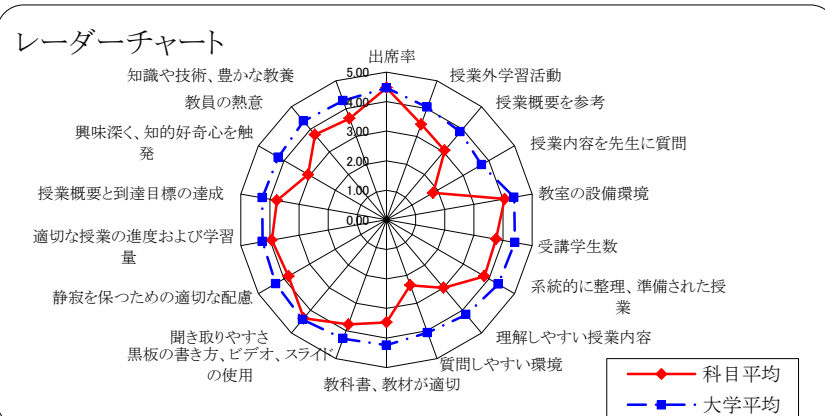 レーダーチャート
出席率
授業外学習活動
授業概要を参考
授業内容を先生に質問
教室の設備環境
受講学生数
系統的に整理、準備された授
業
理解しやすい授業内容
質問しやすい環境
教科書、教材が適切
黒板の書き方、ビデオ、スライド
の使用
聞き取りやすさ
静寂を保つための適切な配慮
適切な授業の進度および学習
量
授業概要と到達目標の達成
興味深く、知的好奇心を触
発
教員の熱意
知識や技術、豊かな教養
5.00
4.00
3.00
2.00
1.00
0.00
科目平均
大学平均